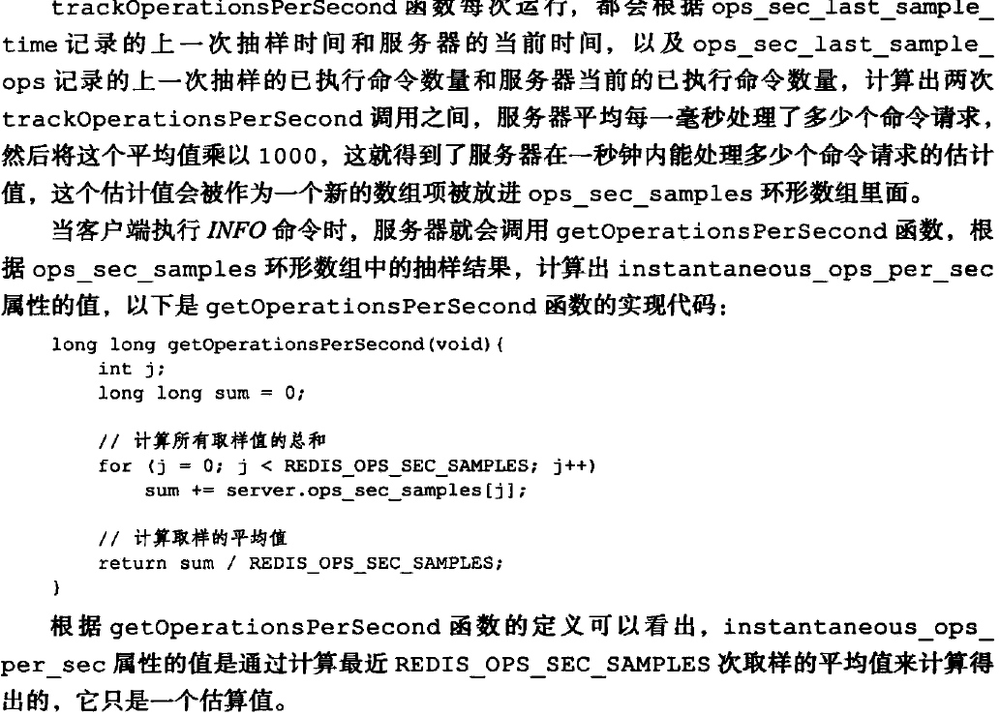 trackOperationsPerSecond 函数每次运行，都会根据 ops_sec_last_sample_
time 记录的上一次抽样时间和服务器的当前时间，以及 ops_sec_last_sample_
ops 记录的上一次抽样的已执行命令数量和服务器当前的已执行命令数量，计算出两次
trackOperationsPerSecond 调用之间，服务器平均每一毫秒处理了多少个命令请求，
然后将这个平均值乘以 1000，这就得到了服务器在一秒钟内能处理多少个命令请求的估计
值，这个估计值会被作为一个新的数组项被放进 ops_sec_samples 环形数组里面。
当客户端执行 INFO 命令时，服务器就会调用 getOperationsPerSecond 函数，根
据 ops_sec_samples 环形数组中的抽样结果，计算出 instantaneous_ops_per_sec
属性的值，以下是 getOperationsPerSecond 函数的实现代码：
long long getOperationsPerSecond(void){
int j;
long long sum = 0;
// 计算所有取样值的总和
for (j = 0; j < REDIS_OPS_SEC_SAMPLES; j++)
sum += server.ops_sec_samples[j];
// 计算取样的平均值
return sum / REDIS_OPS_SEC_SAMPLES;
}
根据 getOperationsPerSecond 函数的定义可以看出，instantaneous_ops_
per_sec 属性的值是通过计算最近 REDIS_OPS_SEC_SAMPLES 次取样的平均值来计算得
出的，它只是一个估算值。